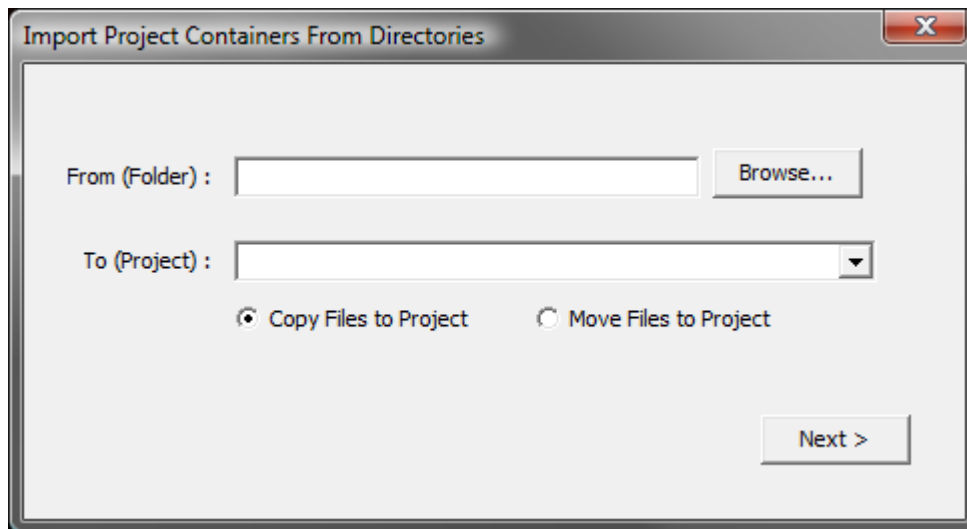 Import Project Containers From Directories
From (Folder) :
Browse...
To (Project) :
Copy Files to Project
Move Files to Project
Next >